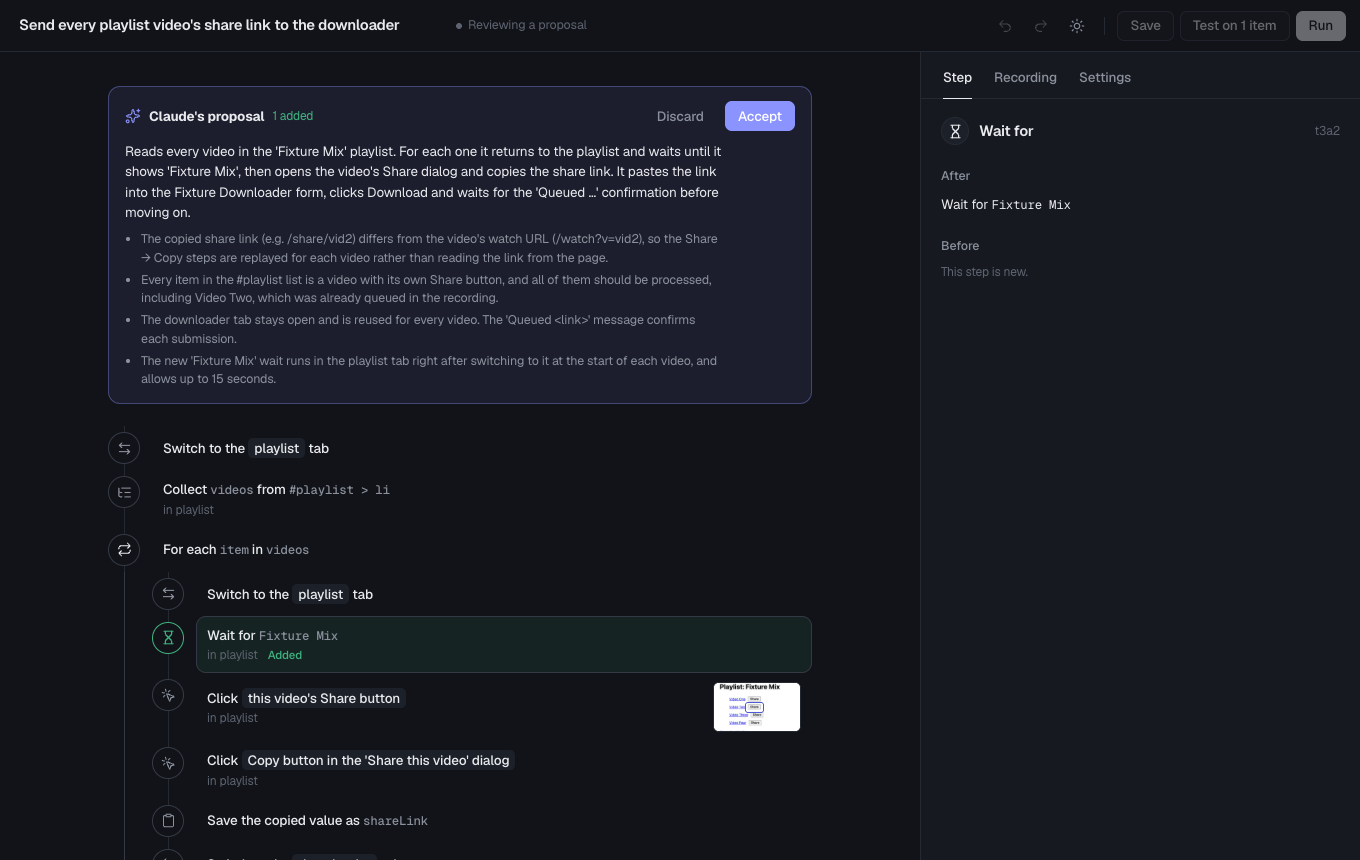 Send every playlist video's share link to the downloader
Reviewing a proposal
Save
Test on 1 item
Run
Step
Recording
Settings
Claude's proposal 1 added
Discard
Accept
Reads every video in the 'Fixture Mix' playlist. For each one it returns to the playlist and waits until it
shows 'Fixture Mix', then opens the video's Share dialog and copies the share link. It pastes the link
into the Fixture Downloader form, clicks Download and waits for the 'Queued …' confirmation before
moving on.
• The copied share link (e.g. /share/vid2) differs from the video's watch URL (/watch?v=vid2), so the Share
→ Copy steps are replayed for each video rather than reading the link from the page.
• Every item in the #playlist list is a video with its own Share button, and all of them should be processed,
including Video Two, which was already queued in the recording.
• The downloader tab stays open and is reused for every video. The 'Queued <link>' message confirms
each submission.
• The new 'Fixture Mix' wait runs in the playlist tab right after switching to it at the start of each video, and
allows up to 15 seconds.
Switch to the playlist tab
Collect videos from #playlist > li
in playlist
For each item in videos
Switch to the playlist tab
Wait for Fixture Mix
in playlist Added
Click this video's Share button
in playlist
Playlist: Fixture Mix
Video One Share
Share
Share
Share
Click Copy button in the 'Share this video' dialog
in playlist
Save the copied value as shareLink
Wait for
t3a2
After
Wait for Fixture Mix
Before
This step is new.